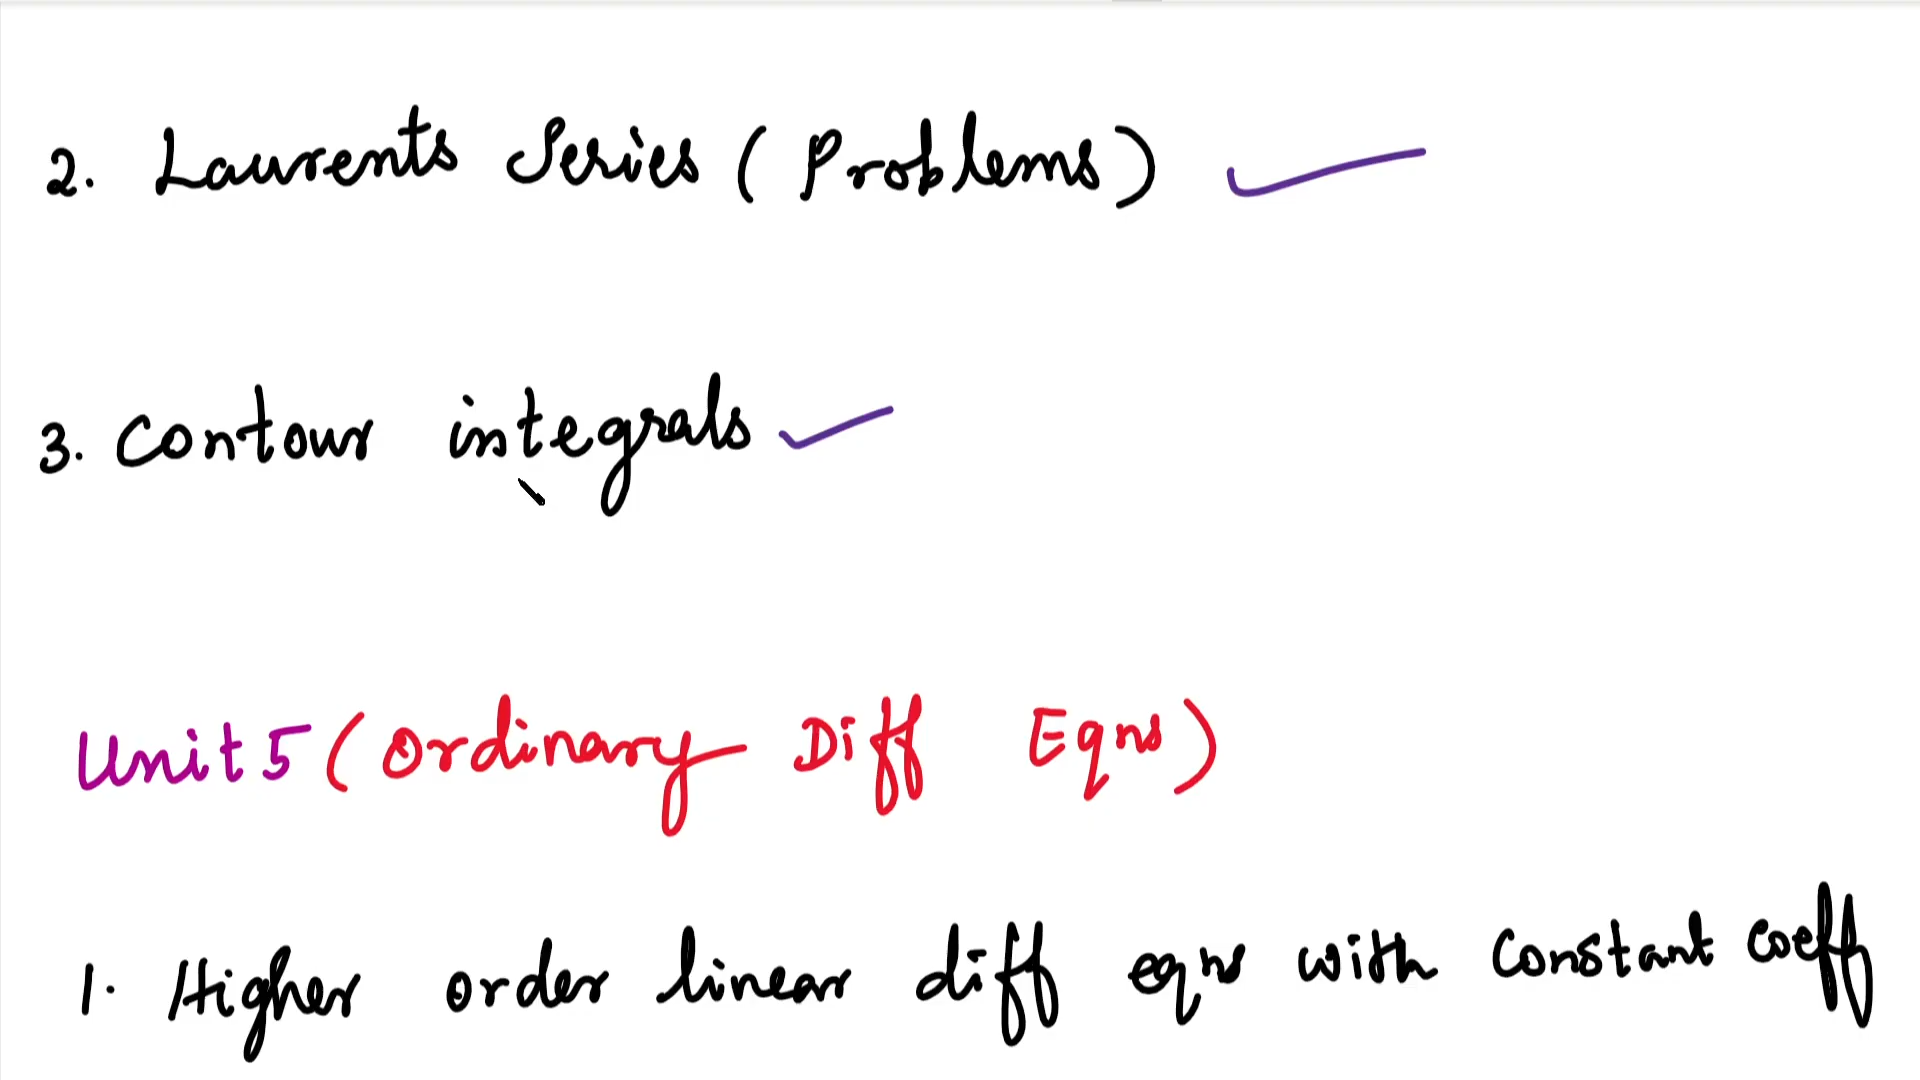 2. Laurents Series (Problems)
3. Contour integrals
Unit 5 (Ordinary Diff Eqns)
1. Higher order linear diff eqns with constant coeff